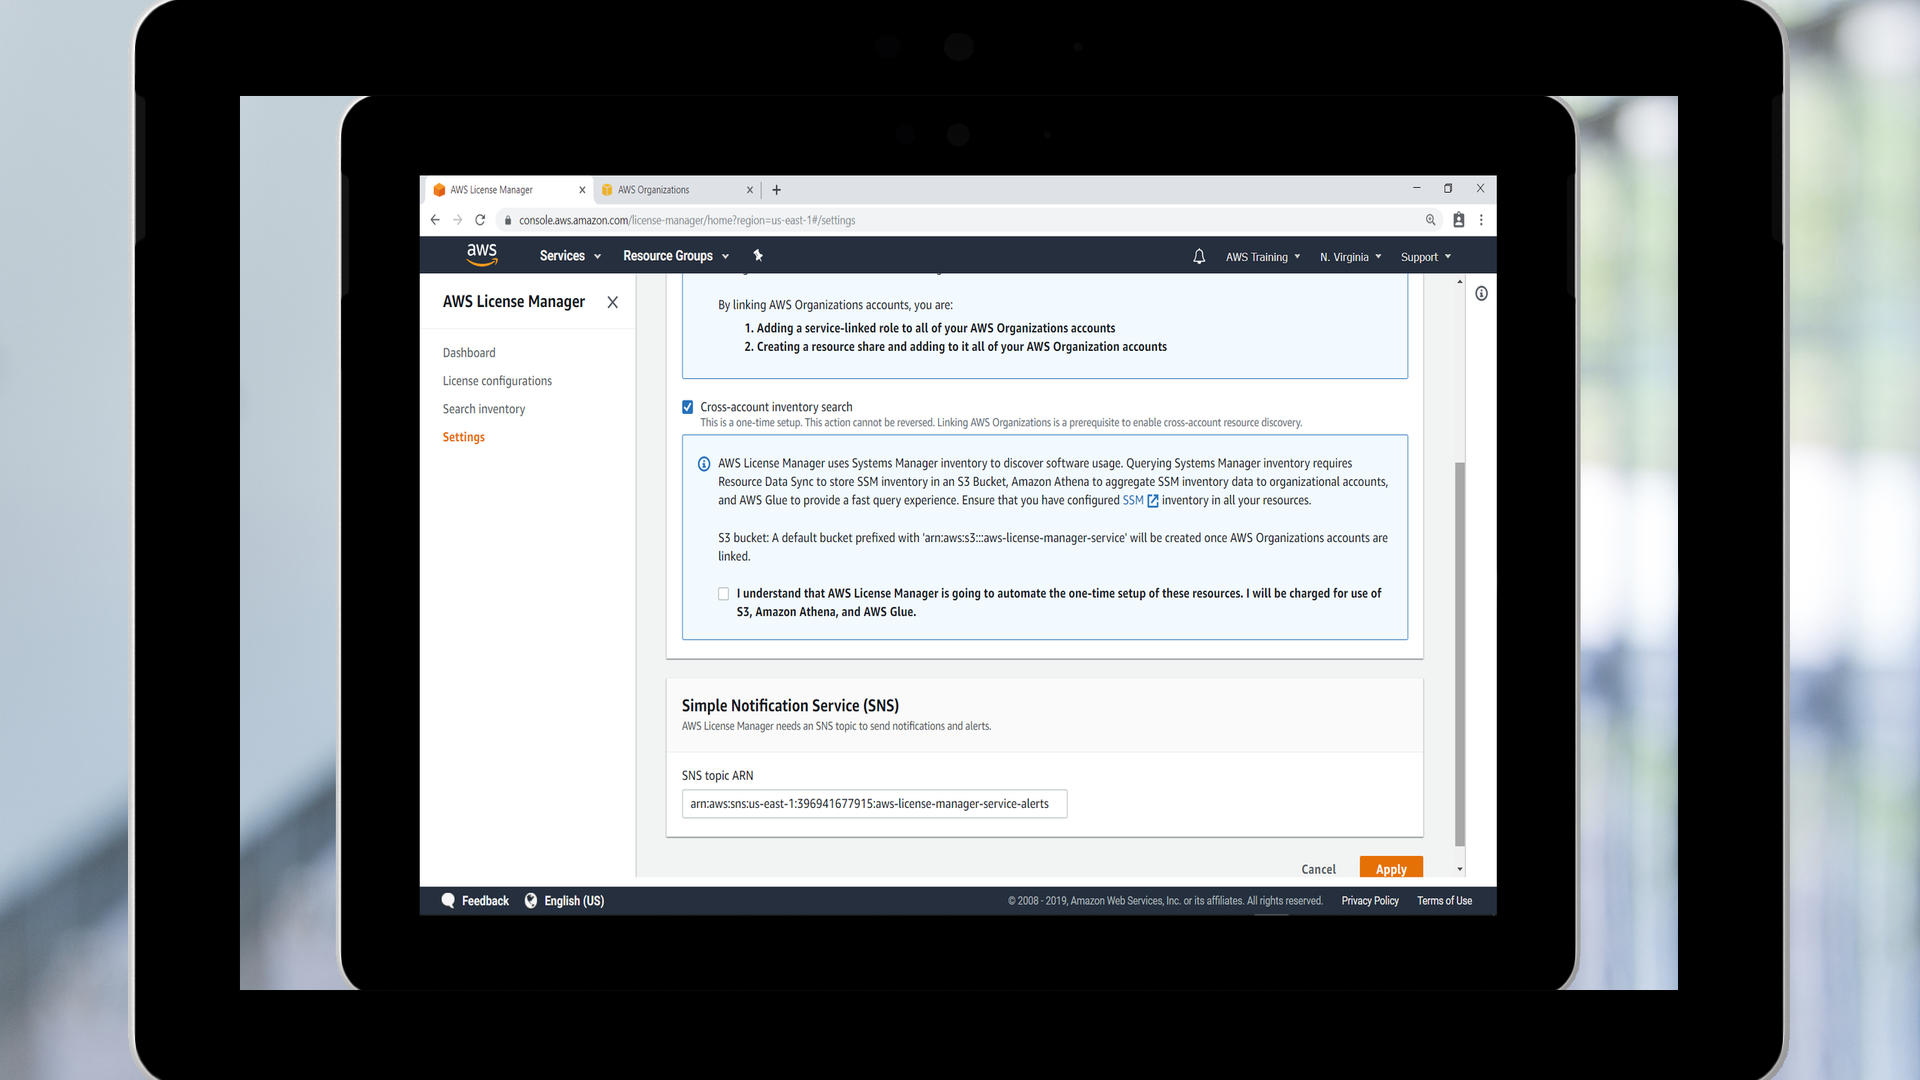 AWS License Manager
AWS Organizations
console.aws.amazon.com/license-manager/home?region=us-east-1#/settings
aws
Services
Resource Groups
AWS Training
N. Virginia
Support
AWS License Manager
Dashboard
License configurations
Search inventory
Settings
By linking AWS Organizations accounts, you are:
1. Adding a service-linked role to all of your AWS Organizations accounts
2. Creating a resource share and adding to it all of your AWS Organization accounts
Cross-account inventory search
This is a one-time setup. This action cannot be reversed. Linking AWS Organizations is a prerequisite to enable cross-account resource discovery.
AWS License Manager uses Systems Manager inventory to discover software usage. Querying Systems Manager inventory requires
Resource Data Sync to store SSM inventory in an S3 Bucket, Amazon Athena to aggregate SSM inventory data to organizational accounts,
and AWS Glue to provide a fast query experience. Ensure that you have configured SSM inventory in all your resources.
S3 bucket: A default bucket prefixed with 'arn:aws:s3:::aws-license-manager-service' will be created once AWS Organizations accounts are
linked.
I understand that AWS License Manager is going to automate the one-time setup of these resources. I will be charged for use of
S3, Amazon Athena, and AWS Glue.
Simple Notification Service (SNS)
AWS License Manager needs an SNS topic to send notifications and alerts.
SNS topic ARN
arn:aws:sns:us-east-1:396941677915:aws-license-manager-service-alerts
Cancel
Apply
Feedback
English (US)
© 2008 - 2019, Amazon Web Services, Inc. or its affiliates. All rights reserved.
Privacy Policy
Terms of Use